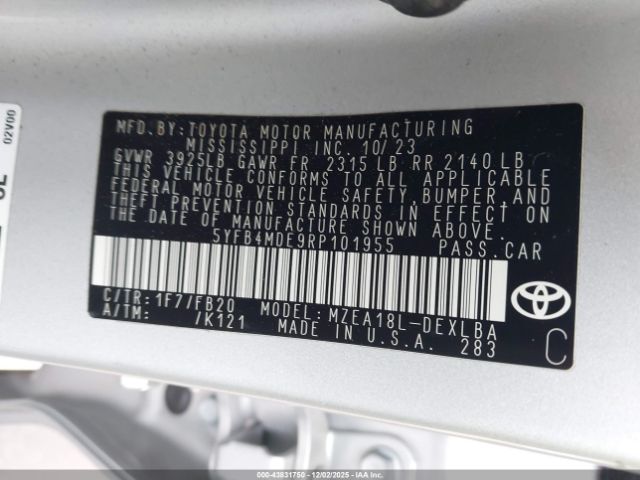 02V00
MFD.BY: TOYOTA MOTOR MANUFACTURING
MISSISSIPPI INC. 10/23
GVWR 3925LB GAWR FR 2315 LB RR 2140 LB
THIS VEHICLE CONFORMS TO ALL APPLICABLE
FEDERAL MOTOR VEHICLE SAFETY, BUMPER, AND
THEFT PREVENTION STANDARDS IN EFFECT ON
THE DATE OF MANUFACTURE SHOWN ABOVE.
5YFB4MDE9RP101955 PASS.CAR
C/TR: 1F7/FB20 MODEL: MZEA18L-DEXLBA
A/TM: /K121 MADE IN U.S.A. 283
C
000-43831750 - 12/02/2025 - Copyright IAA, LLC